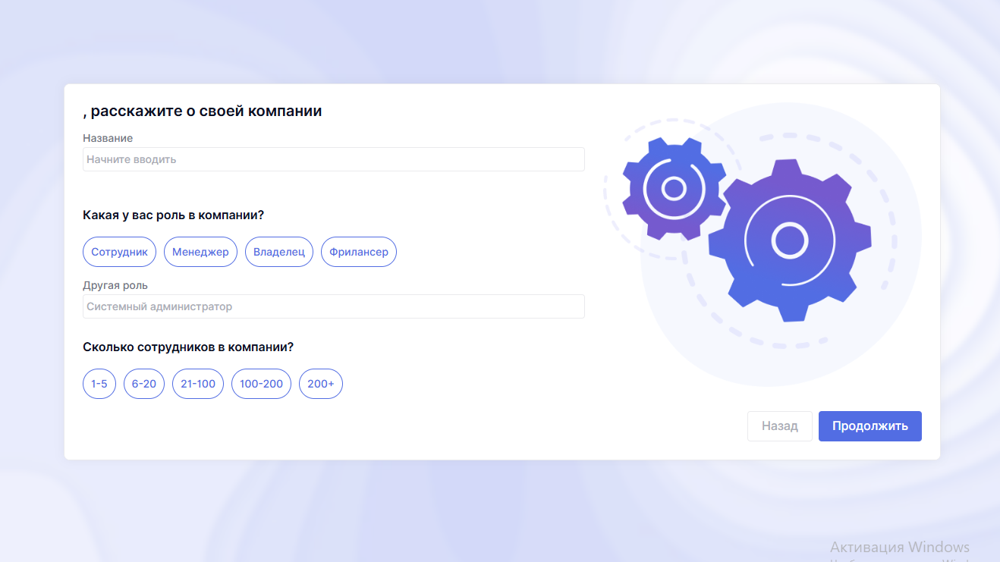 , расскажите о своей компании
Название
Начните вводить
Какая у вас роль в компании?
Сотрудник Менеджер Владелец Фрилансер
Другая роль
Системный администратор
Сколько сотрудников в компании?
1-5 6-20 21-100 100-200 200+
Назад Продолжить
Активация Windows